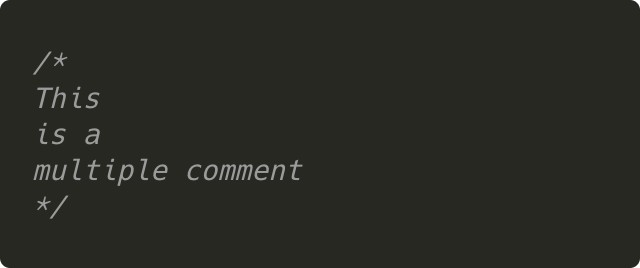 /*
This
is a
multiple comment
*/